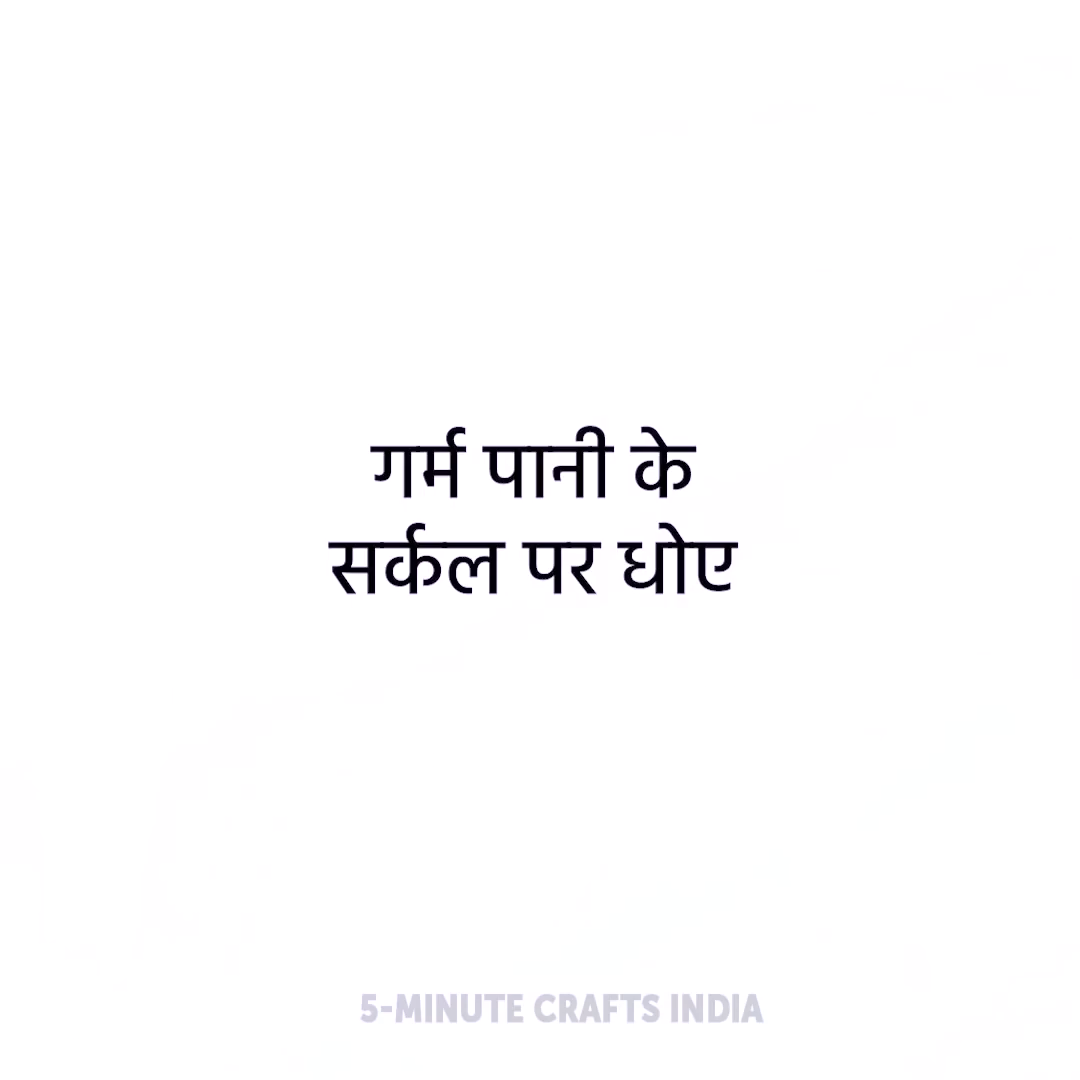 गर्म पानी के
सर्कल पर धोए
5-MINUTE CRAFTS INDIA